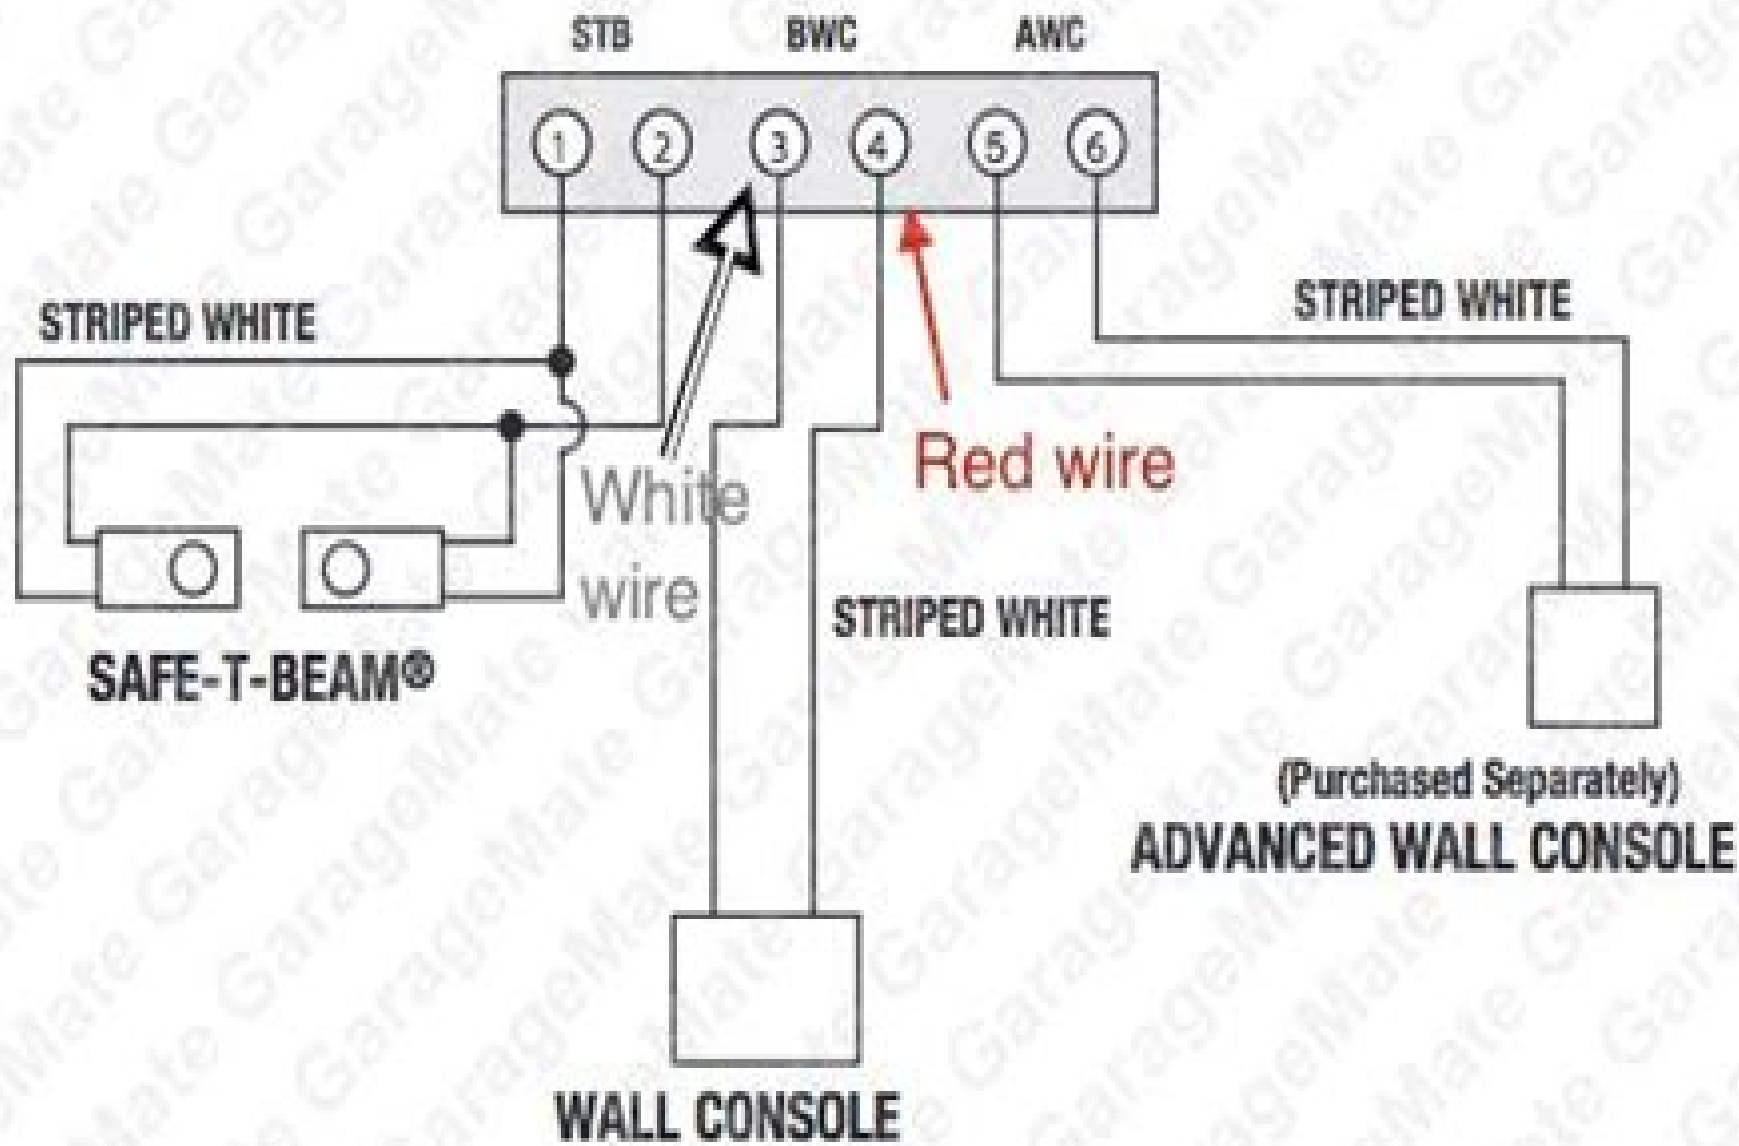 STB BWC AWC
1 2 3 4 5 6
STRIPED WHITE
STRIPED WHITE
White
wire
Red wire
STRIPED WHITE
SAFE-T-BEAM®
(Purchased Separately)
ADVANCED WALL CONSOLE
WALL CONSOLE
GarageMate